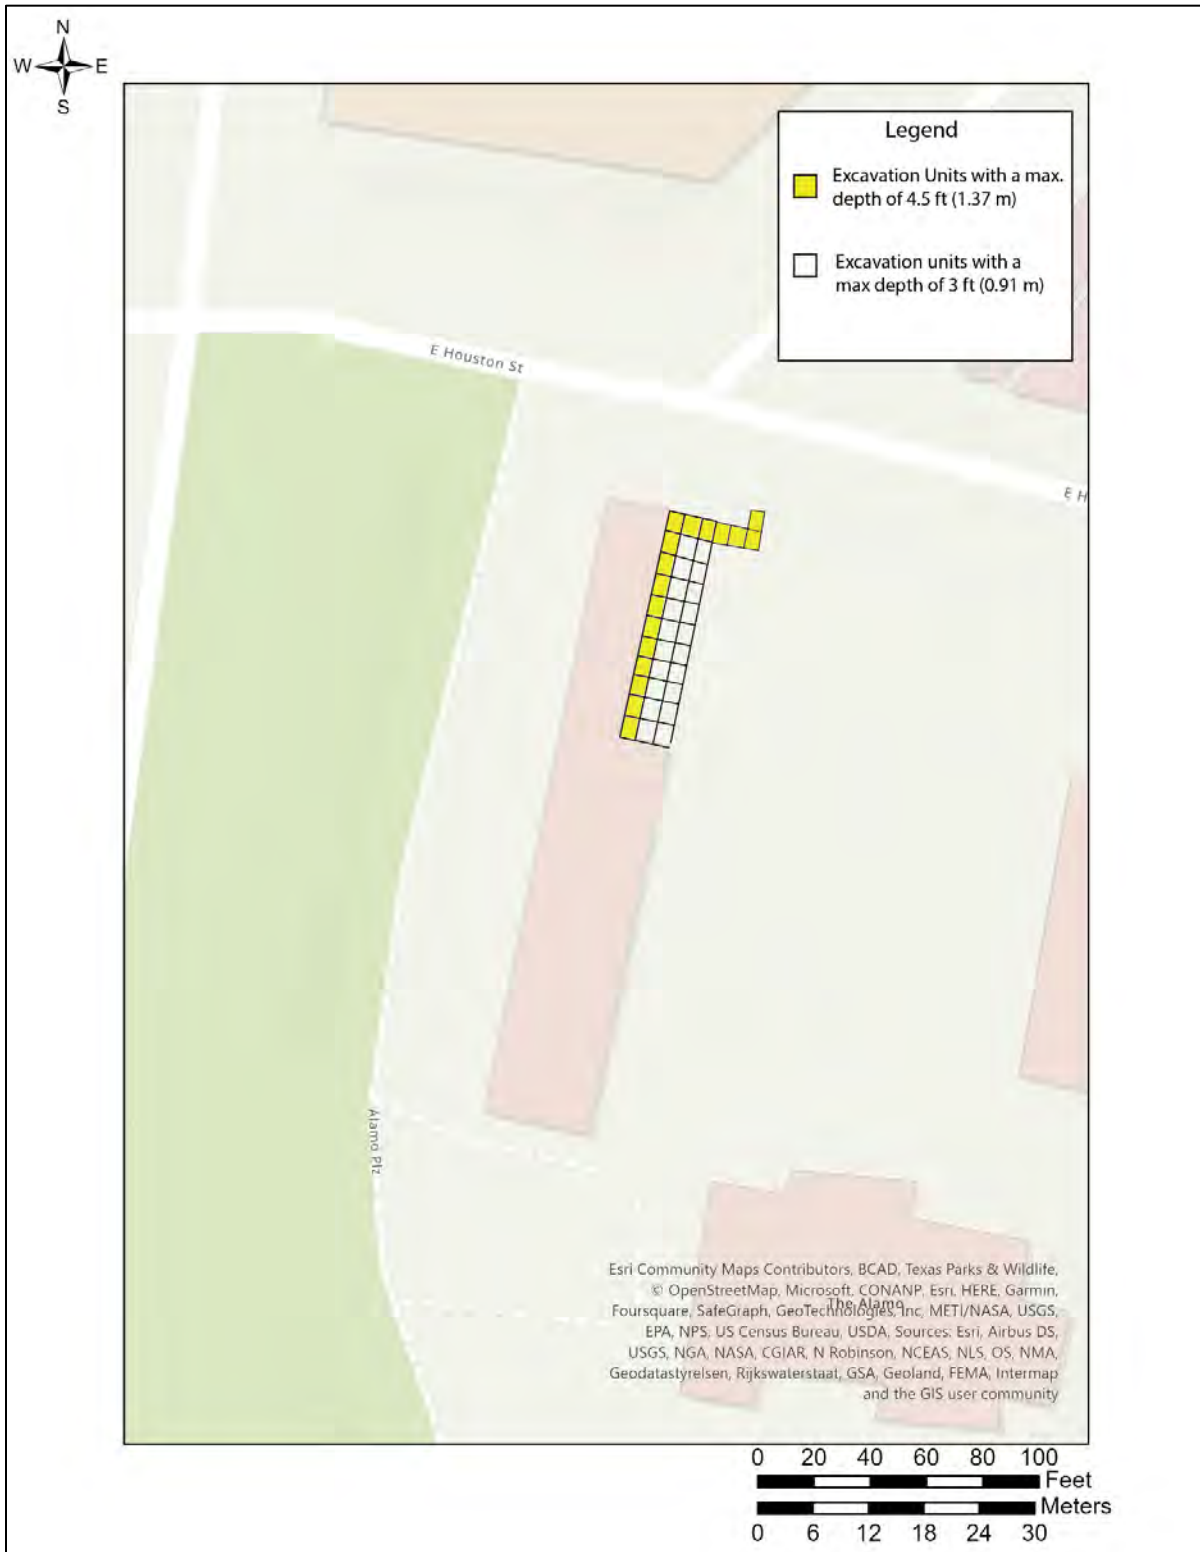 N
W E
S
Legend
Excavation Units with a max.
depth of 4.5 ft (1.37 m)
Excavation units with a
max depth of 3 ft (0.91 m)
E Houston St
E H
Alamo Plz
Esri Community Maps Contributors, BCAD, Texas Parks & Wildlife,
© OpenStreetMap, Microsoft, CONANP, Esri, HERE, Garmin,
The Alamo
Foursquare, SafeGraph, GeoTechnologies, Inc, METI/NASA, USGS,
EPA, NPS, US Census Bureau, USDA, Sources: Esri, Airbus DS,
USGS, NGA, NASA, CGIAR, N Robinson, NCEAS, NLS, OS, NMA,
Geodatastyrelsen, Rijkswaterstaat, GSA, Geoland, FEMA, Intermap
and the GIS user community
0 20 40 60 80 100
Feet
Meters
0 6 12 18 24 30